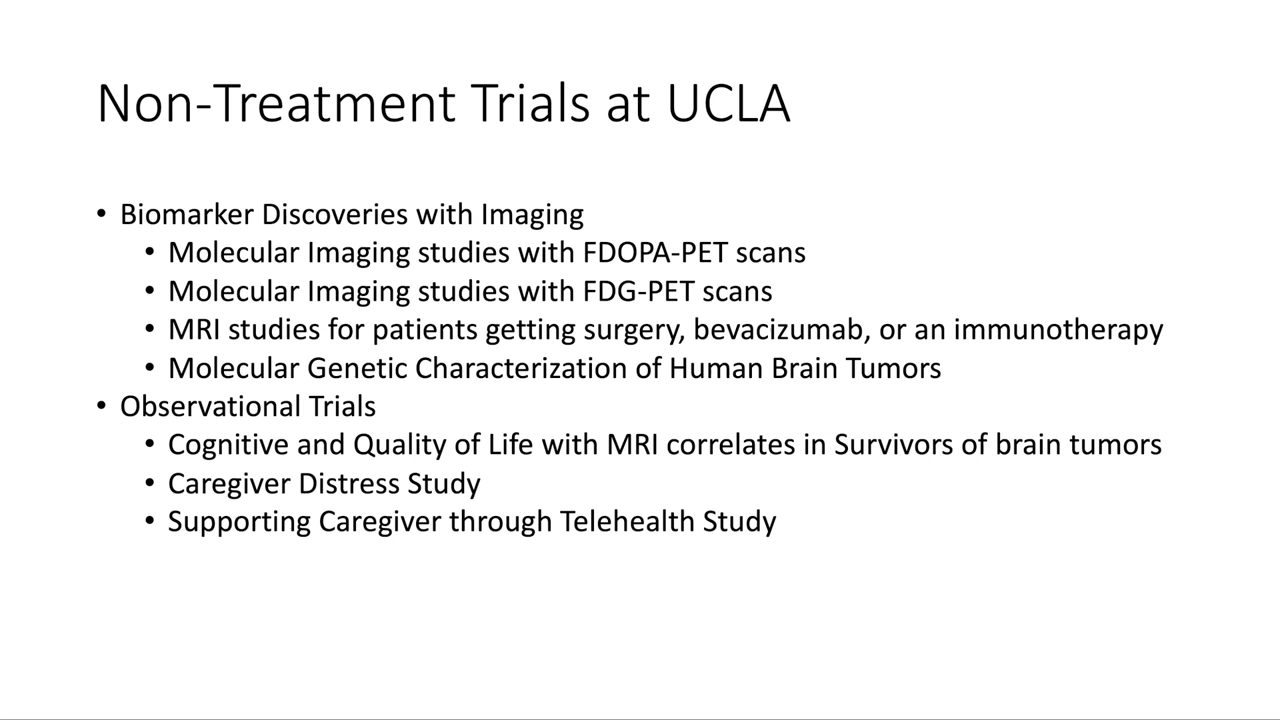 Non-Treatment Trials at UCLA
• Biomarker Discoveries with Imaging
• Molecular Imaging studies with FDOPA-PET scans
• Molecular Imaging studies with FDG-PET scans
• MRI studies for patients getting surgery, bevacizumab, or an immunotherapy
• Molecular Genetic Characterization of Human Brain Tumors
• Observational Trials
• Cognitive and Quality of Life with MRI correlates in Survivors of brain tumors
• Caregiver Distress Study
• Supporting Caregiver through Telehealth Study